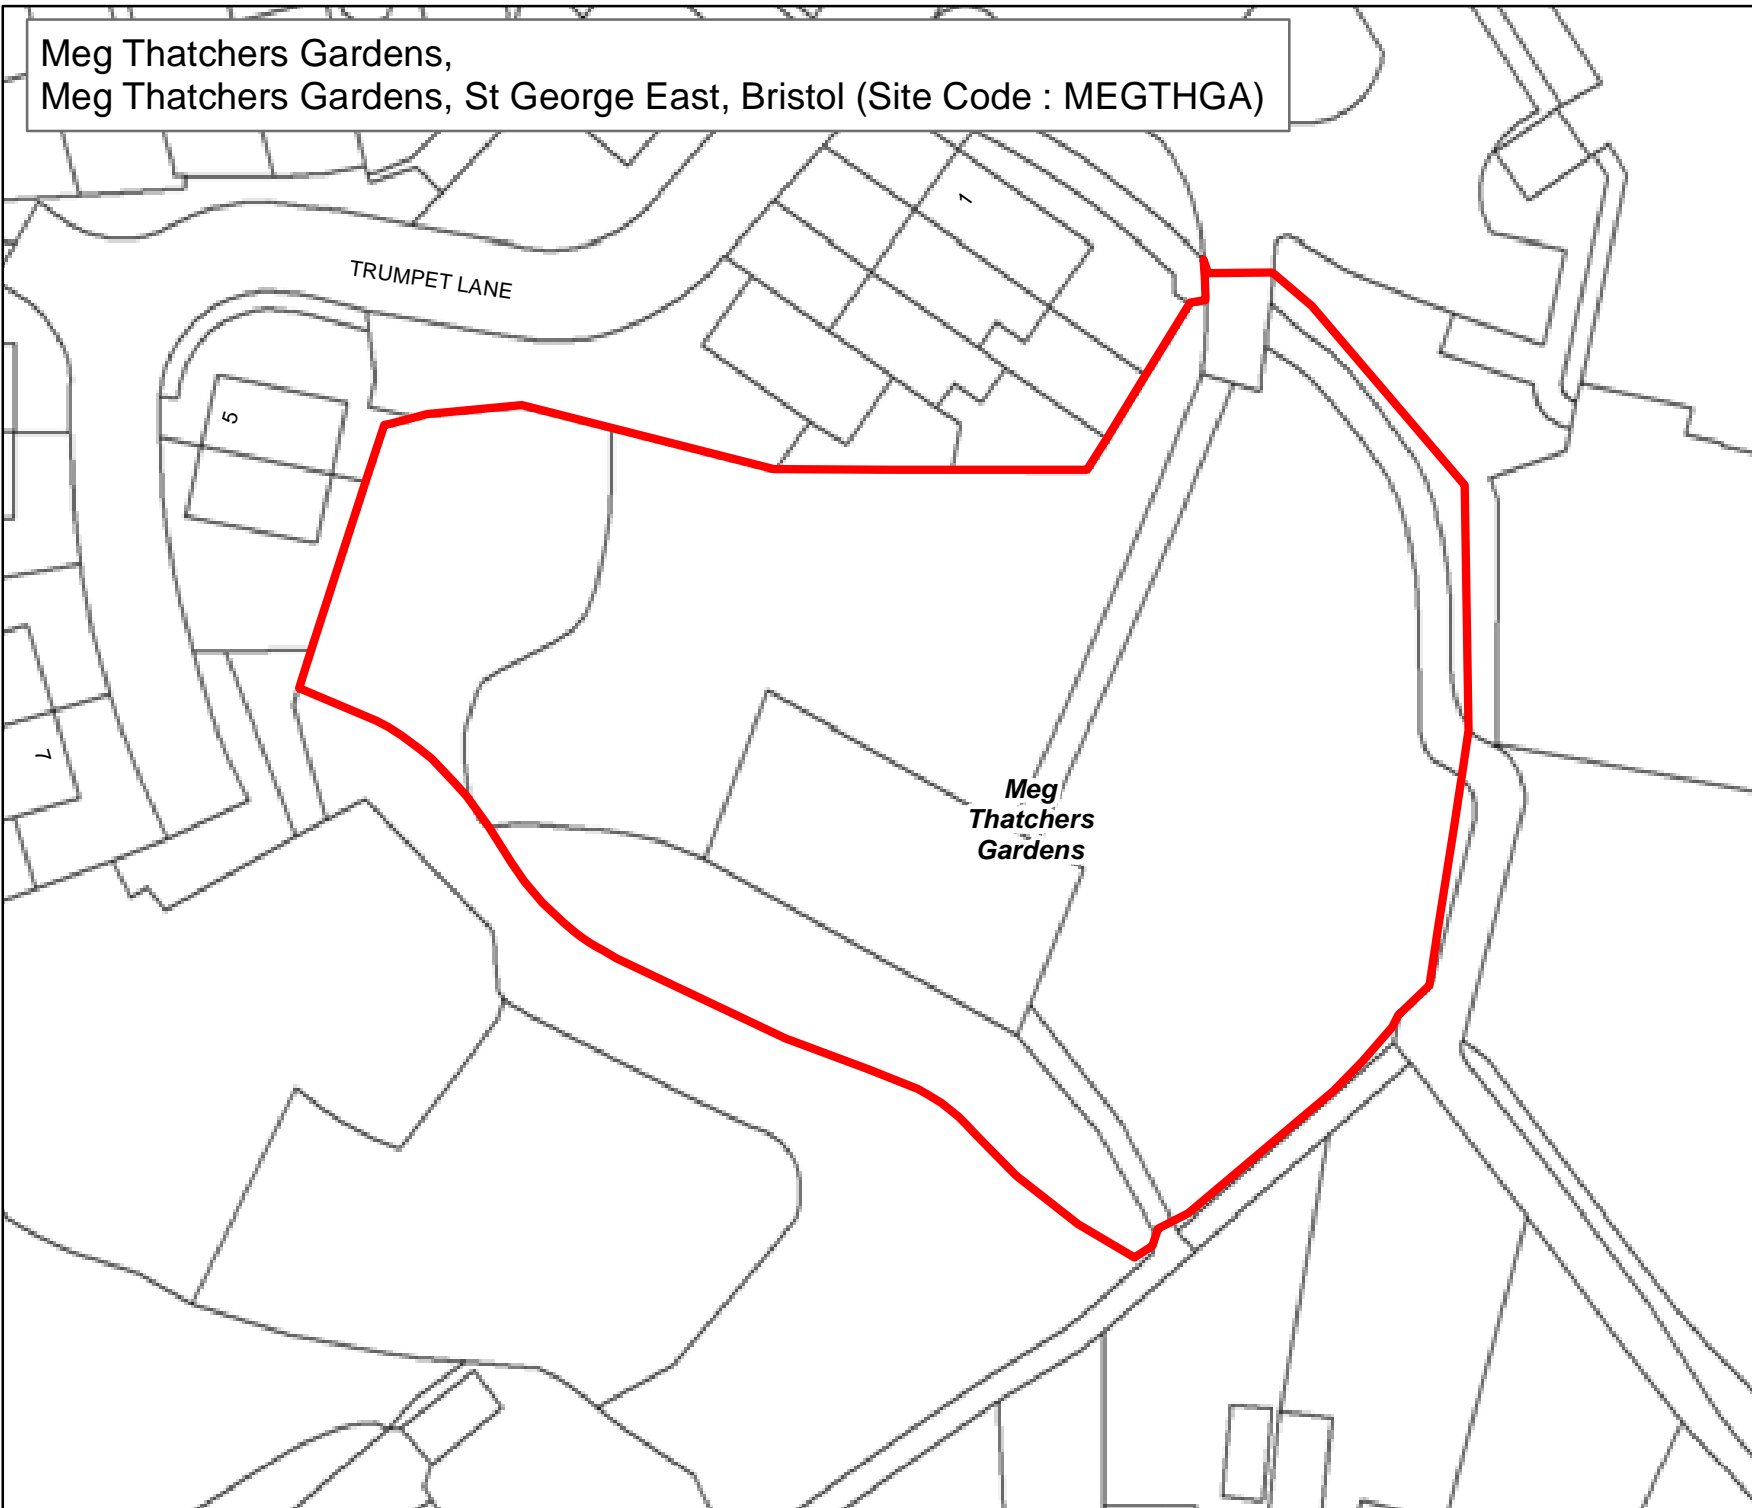 Meg Thatchers Gardens,
Meg Thatchers Gardens, St George East, Bristol (Site Code : MEGTHGA)
1
TRUMPET LANE
5
7
Meg
Thatchers
Gardens